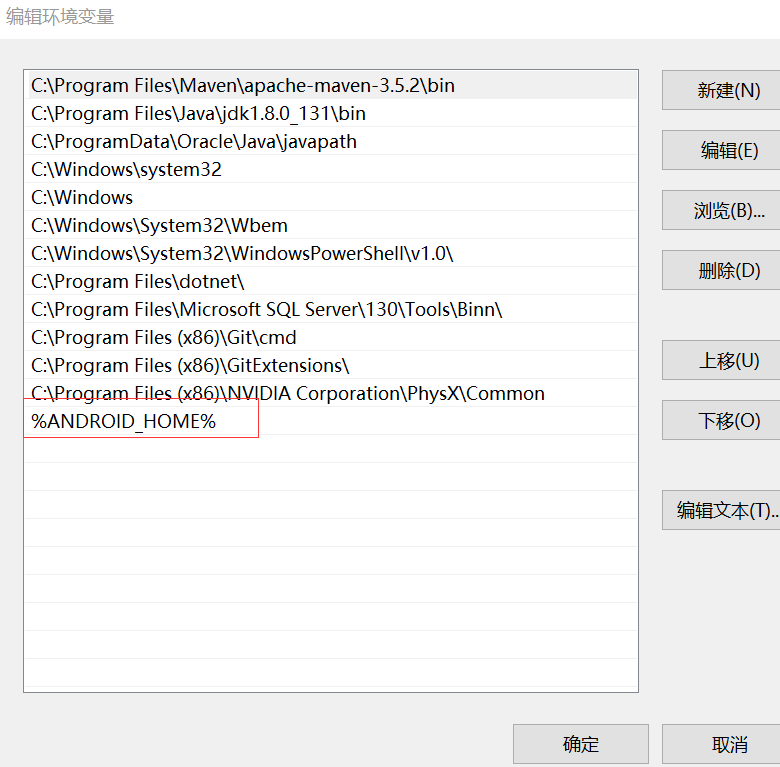 编辑环境变量
C:\Program Files\Maven\apache-maven-3.5.2\bin
C:\Program Files\Java\jdk1.8.0_131\bin
C:\ProgramData\Oracle\Java\javapath
C:\Windows\system32
C:\Windows
C:\Windows\System32\Wbem
C:\Windows\System32\WindowsPowerShell\v1.0\
C:\Program Files\dotnet\
C:\Program Files\Microsoft SQL Server\130\Tools\Binn\
C:\Program Files (x86)\Git\cmd
C:\Program Files (x86)\GitExtensions\
C:\Program Files (x86)\NVIDIA Corporation\PhysX\Common
%ANDROID_HOME%
新建(N)
编辑(E)
浏览(B)...
删除(D)
上移(U)
下移(O)
编辑文本(T)..
确定
取消